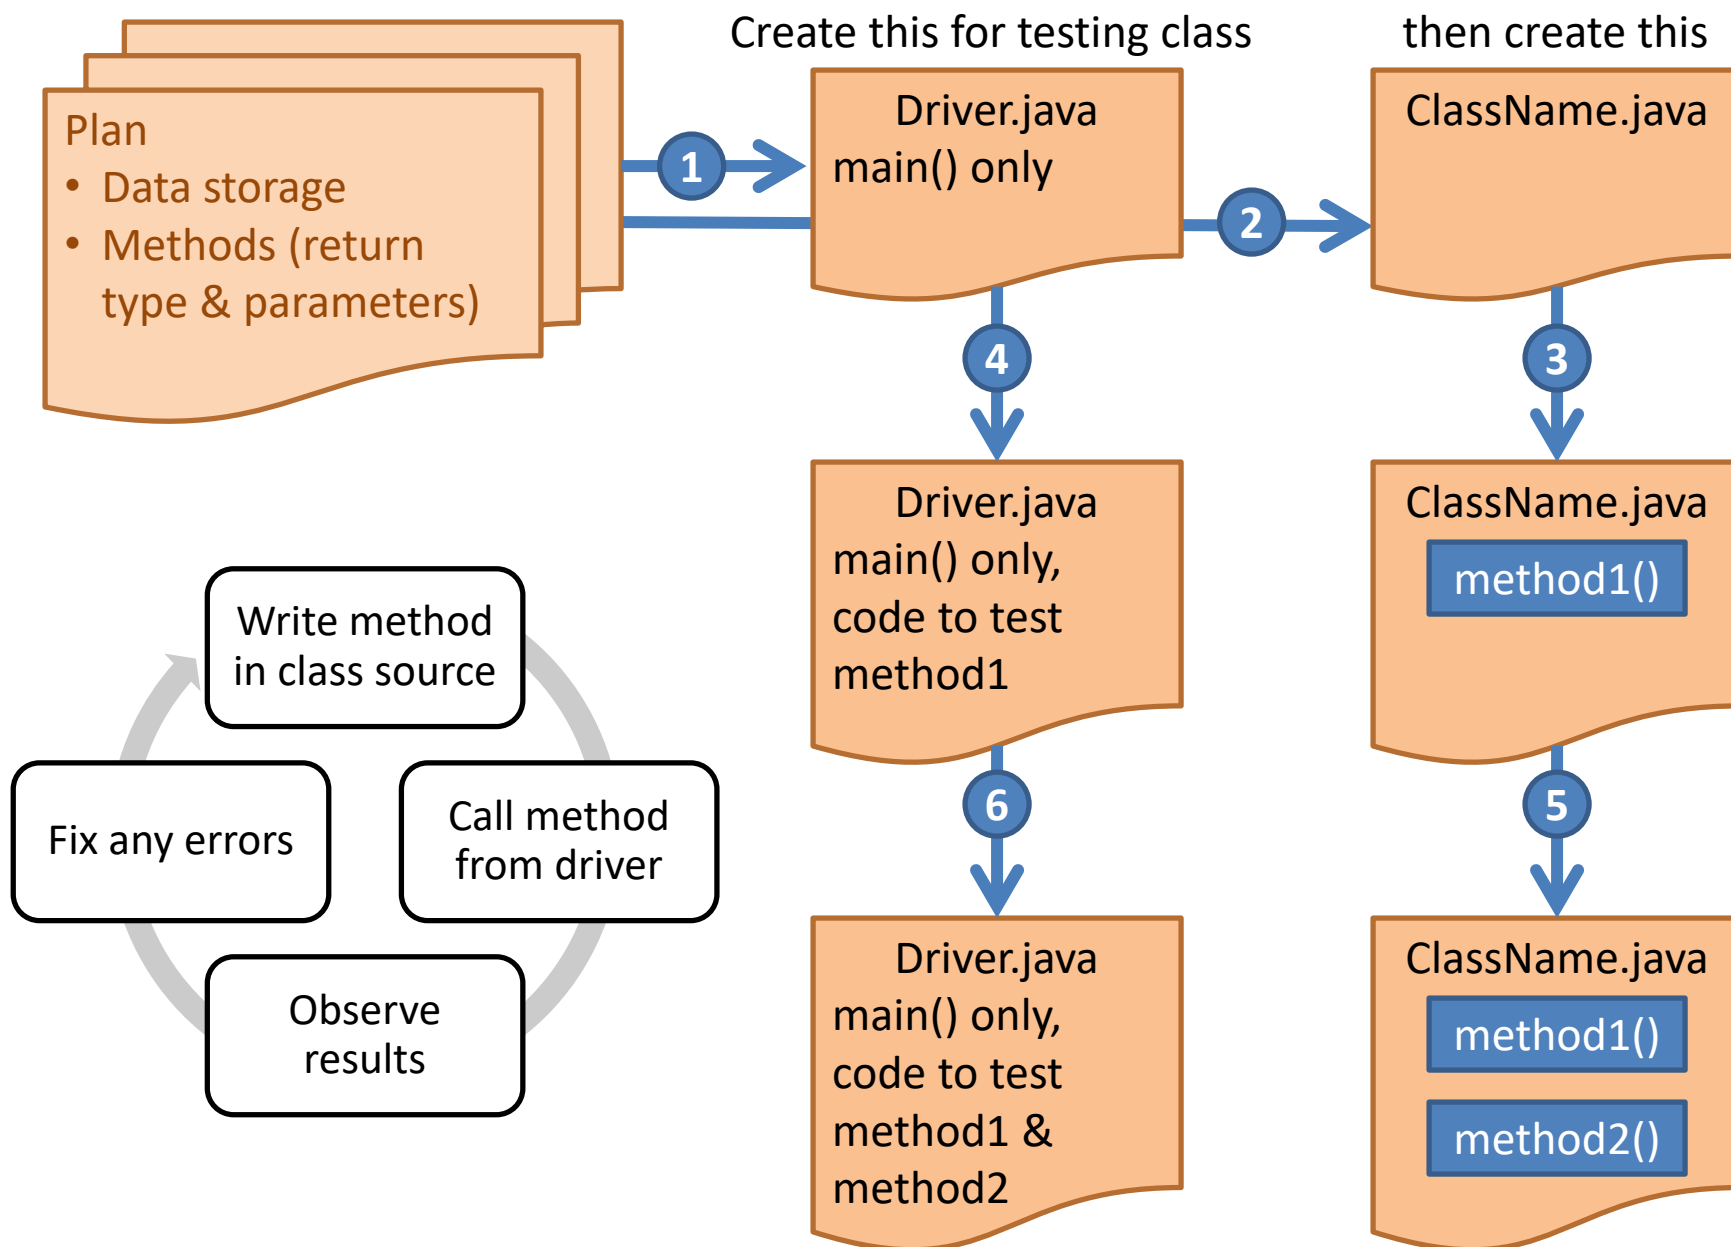 Create this for testing class
then create this
Plan
• Data storage
• Methods (return
type & parameters)
1
Driver.java
main() only
2
ClassName.java
4
3
Driver.java
main() only,
code to test
method1
ClassName.java
method1()
6
5
Driver.java
main() only,
code to test
method1 &
method2
ClassName.java
method1()
method2()
Write method
in class source
Call method
from driver
Observe
results
Fix any errors